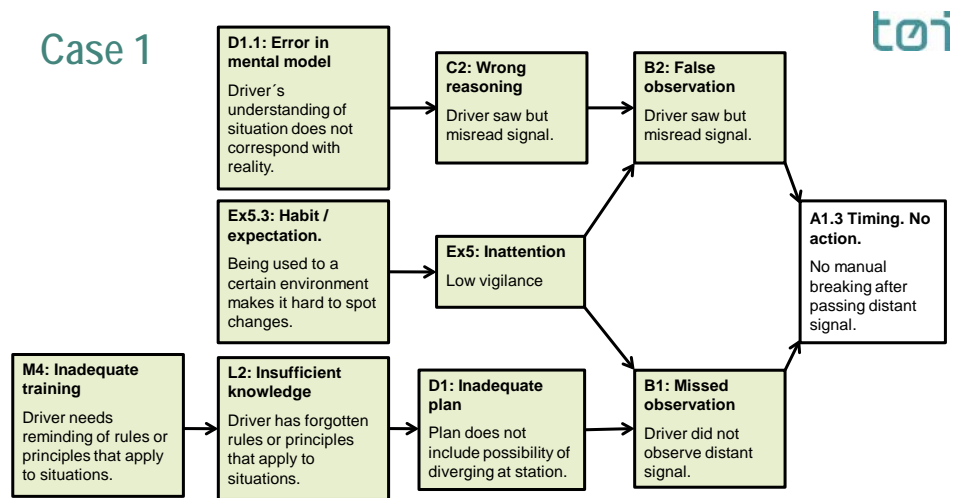 Case 1
tøi
D1.1: Error in
mental model
Driver´s
understanding of
situation does not
correspond with
reality.
C2: Wrong
reasoning
Driver saw but
misread signal.
B2: False
observation
Driver saw but
misread signal.
Ex5.3: Habit /
expectation.
Being used to a
certain environment
makes it hard to spot
changes.
Ex5: Inattention
Low vigilance
A1.3 Timing. No
action.
No manual
breaking after
passing distant
signal.
M4: Inadequate
training
Driver needs
reminding of rules or
principles that apply
to situations.
L2: Insufficient
knowledge
Driver has forgotten
rules or principles
that apply to
situations.
D1: Inadequate
plan
Plan does not
include possibility of
diverging at station.
B1: Missed
observation
Driver did not
observe distant
signal.